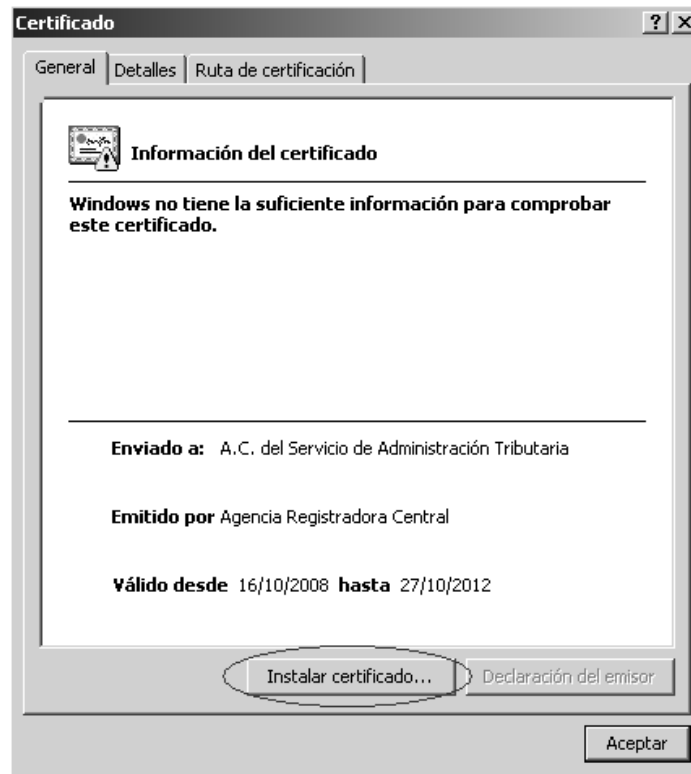 Certificado
General Detalles Ruta de certificación
Información del certificado
Windows no tiene la suficiente información para comprobar
este certificado.
Enviado a: A.C. del Servicio de Administración Tributaria
Emitido por Agencia Registradora Central
Válido desde 16/10/2008 hasta 27/10/2012
Instalar certificado... Declaración del emisor
Aceptar